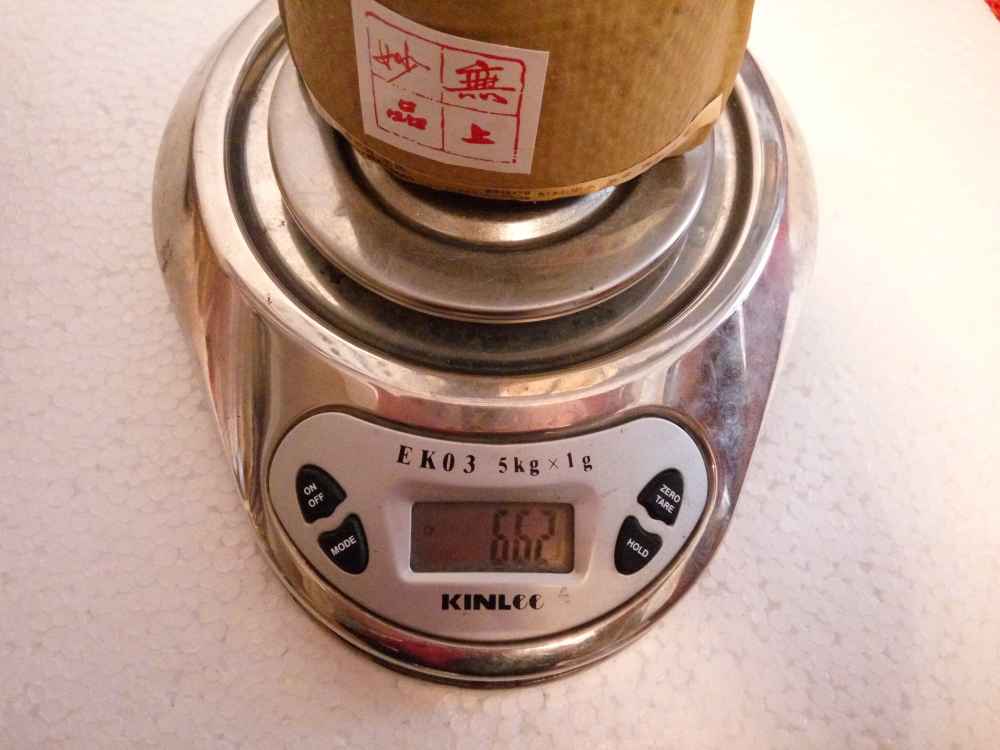 無上
妙品
EK03 5kg×1g
ON
OFF
MODE
ZERO
TARE
HOLD
662
KINLee